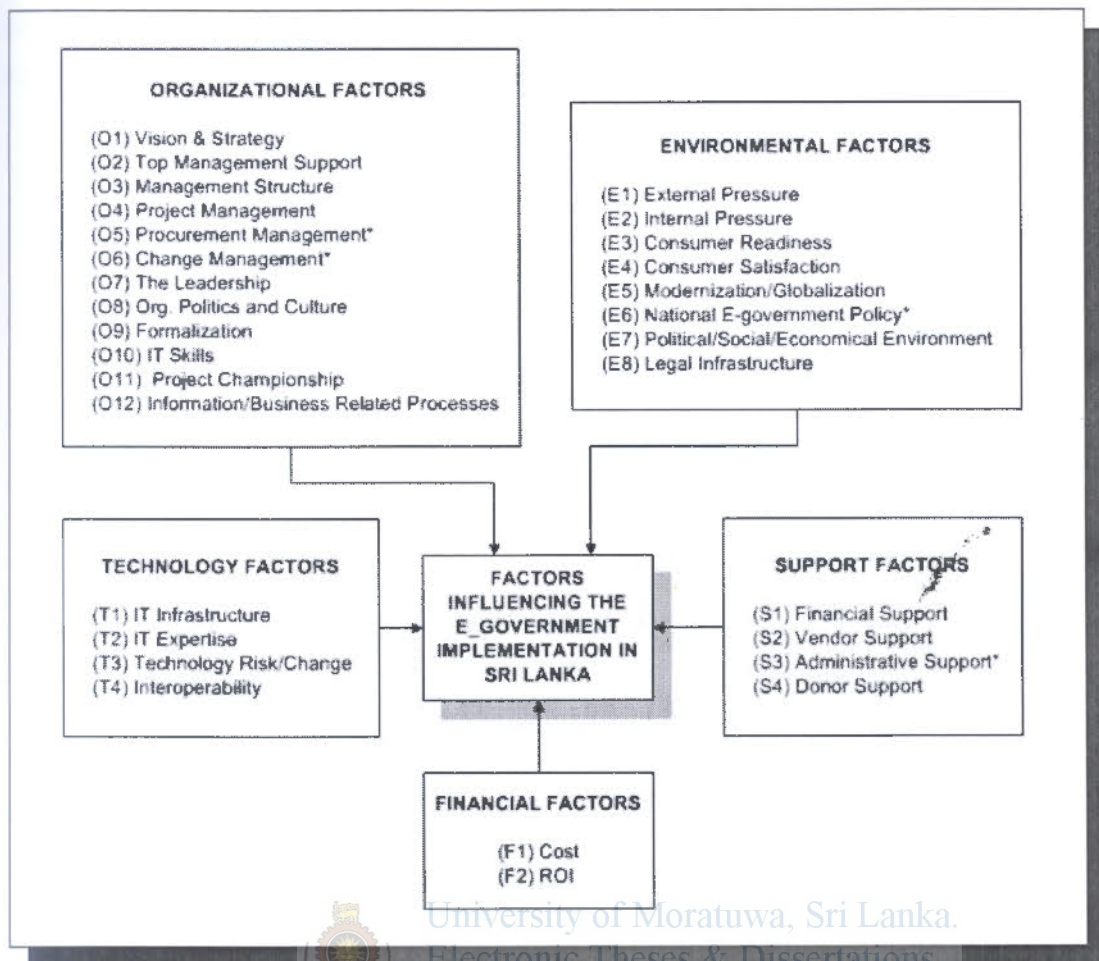 ORGANIZATIONAL FACTORS
(O1) Vision & Strategy
(O2) Top Management Support
(O3) Management Structure
(O4) Project Management
(O5) Procurement Management*
(O6) Change Management*
(O7) The Leadership
(O8) Org. Politics and Culture
(O9) Formalization
(O10) IT Skills
(O11) Project Championship
(O12) Information/Business Related Processes
ENVIRONMENTAL FACTORS
(E1) External Pressure
(E2) Internal Pressure
(E3) Consumer Readiness
(E4) Consumer Satisfaction
(E5) Modernization/Globalization
(E6) National E-government Policy*
(E7) Political/Social/Economical Environment
(E8) Legal Infrastructure
TECHNOLOGY FACTORS
(T1) IT Infrastructure
(T2) IT Expertise
(T3) Technology Risk/Change
(T4) Interoperability
FACTORS
INFLUENCING THE
E_GOVERNMENT
IMPLEMENTATION IN
SRI LANKA
SUPPORT FACTORS
(S1) Financial Support
(S2) Vendor Support
(S3) Administrative Support*
(S4) Donor Support
FINANCIAL FACTORS
(F1) Cost
(F2) ROI
University of Moratuwa, Sri Lanka.
Electronic Theses & Dissertations